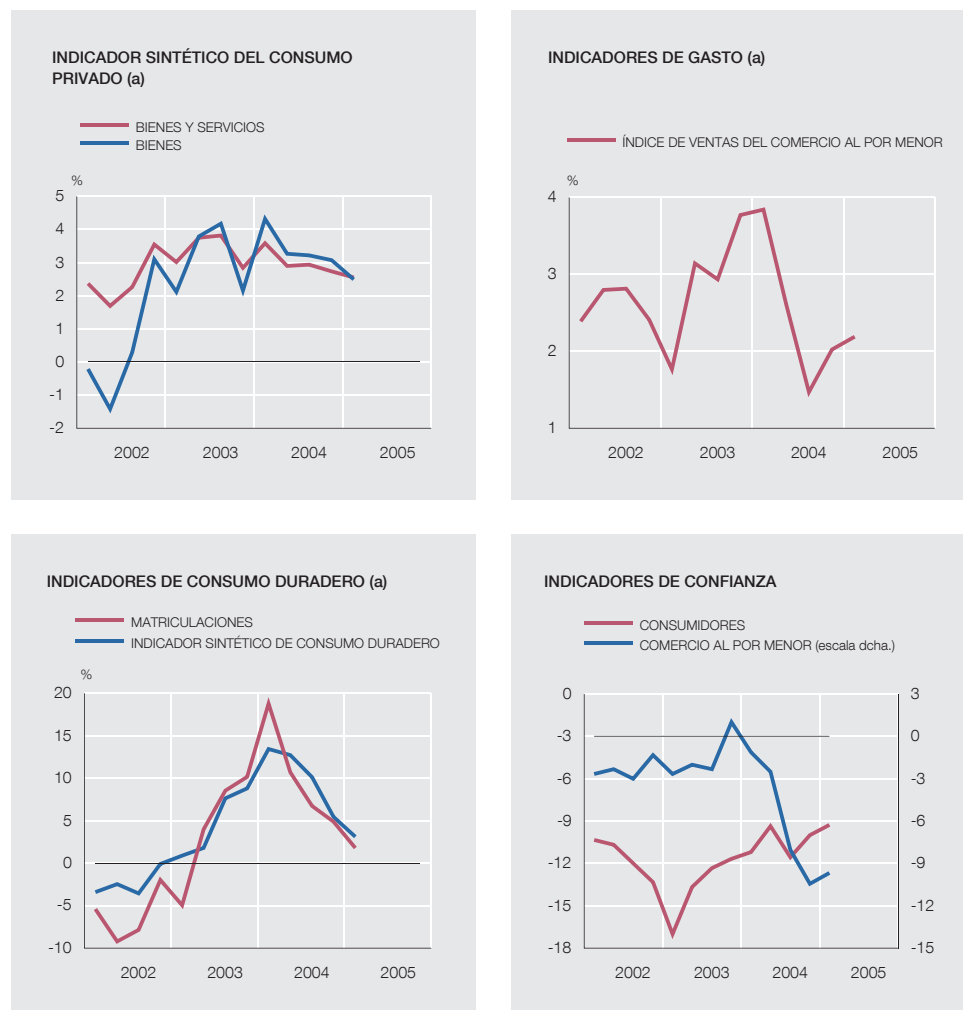 INDICADOR SINTÉTICO DEL CONSUMO
PRIVADO (a)
BIENES Y SERVICIOS
BIENES
%
5
4
3
2
1
0
-1
-2
2002 2003 2004 2005
INDICADORES DE GASTO (a)
ÍNDICE DE VENTAS DEL COMERCIO AL POR MENOR
%
4
3
2
1
2002 2003 2004 2005
INDICADORES DE CONSUMO DURADERO (a)
MATRICULACIONES
INDICADOR SINTÉTICO DE CONSUMO DURADERO
%
20
15
10
5
0
-5
-10
2002 2003 2004 2005
INDICADORES DE CONFIANZA
CONSUMIDORES
COMERCIO AL POR MENOR (escala dcha.)
0 3
-3 0
-6 -3
-9 -6
-12 -9
-15 -12
-18 -15
2002 2003 2004 2005